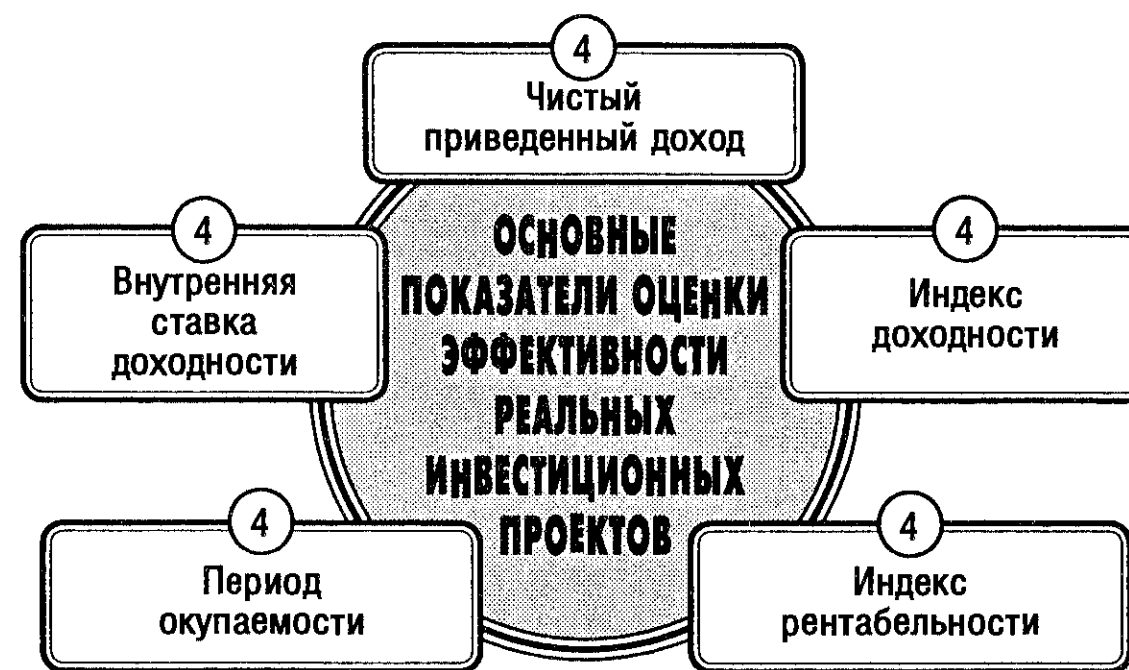 4
Чистый
приведенный доход
4
Внутренняя
ставка
доходности
ОСНОВНЫЕ
ПОКАЗАТЕЛИ ОЦЕНКИ
ЭФФЕКТИВНОСТИ
РЕАЛЬНЫХ
ИНВЕСТИЦИОННЫХ
ПРОЕКТОВ
4
Индекс
доходности
4
Период
окупаемости
4
Индекс
рентабельности